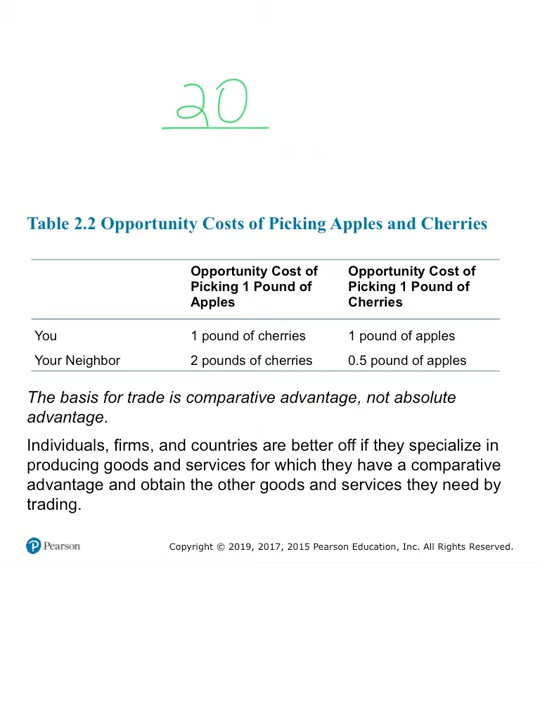 20
Table 2.2 Opportunity Costs of Picking Apples and Cherries
Opportunity Cost of Picking 1 Pound of Apples
Opportunity Cost of Picking 1 Pound of Cherries
You 1 pound of cherries 1 pound of apples
Your Neighbor 2 pounds of cherries 0.5 pound of apples
The basis for trade is comparative advantage, not absolute
advantage.
Individuals, firms, and countries are better off if they specialize in
producing goods and services for which they have a comparative
advantage and obtain the other goods and services they need by
trading.
Pearson
Copyright © 2019, 2017, 2015 Pearson Education, Inc. All Rights Reserved.